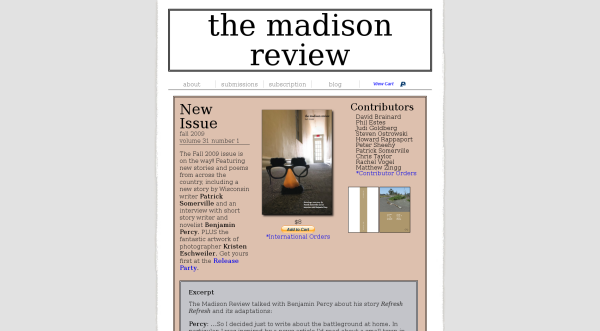 the madison
review
about
submissions
subscription
blog
View Cart
New
Issue
fall 2009
volume 31 number 1
The Fall 2009 issue is
on the way! Featuring
new stories and poems
from across the
country, including a
new story by Wisconsin
writer Patrick
Somerville and an
interview with short
story writer and
novelist Benjamin
Percy. PLUS the
fantastic artwork of
photographer Kristen
Eschweiler. Get yours
first at the Release
Party.
the madison review
$8
Add to Cart
*International Orders
Contributors
David Brainard
Phil Estes
Judi Goldberg
Steven Ostrowski
Howard Rappaport
Peter Sheehy
Patrick Somerville
Chris Taylor
Rachel Vogel
Matthew Zingg
*Contributor Orders
Excerpt
The Madison Review talked with Benjamin Percy about his story Refresh
Refresh and its adaptations:
Percy: ...So I decided just to write about the battleground at home. In